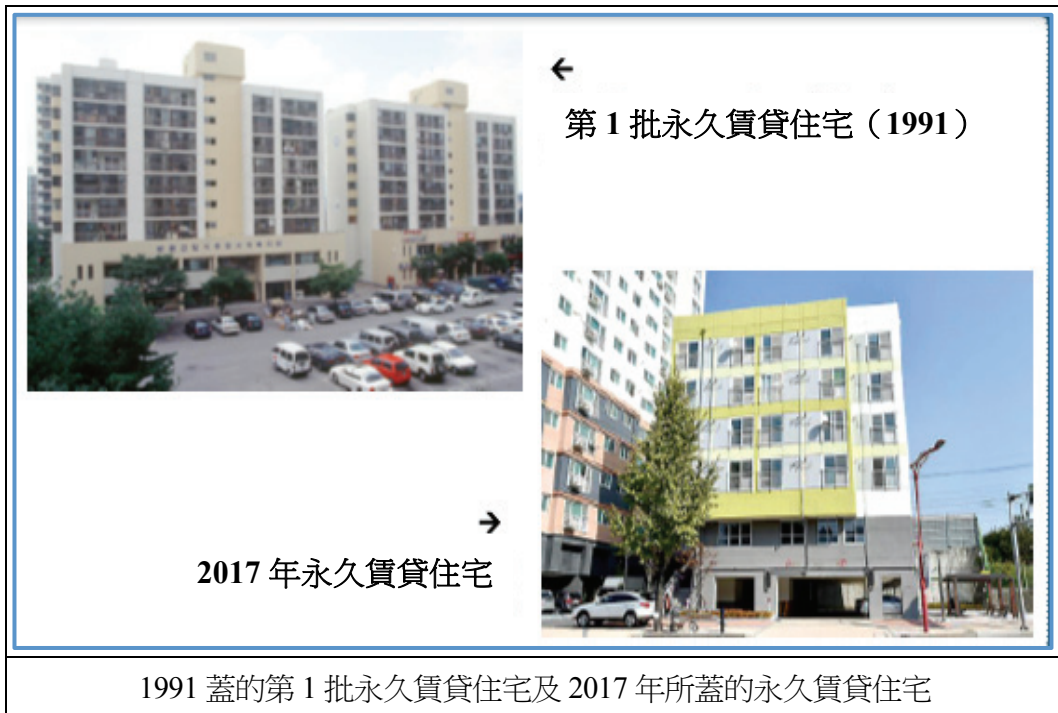 ←
第 1 批永久賃貸住宅（1991）
→
2017 年永久賃貸住宅
1991 蓋的第 1 批永久賃貸住宅及 2017 年所蓋的永久賃貸住宅